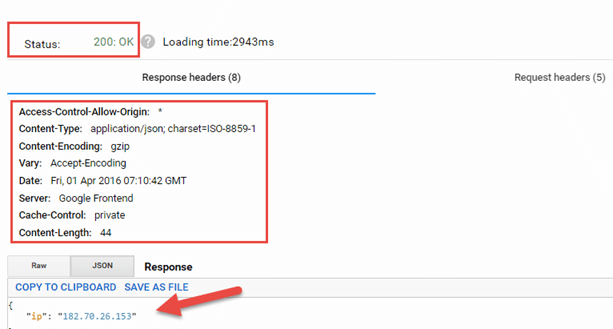 Status: 200: OK ? Loading time:2943ms
Response headers (8) Request headers (5)
Access-Control-Allow-Origin: *
Content-Type: application/json; charset=ISO-8859-1
Content-Encoding: gzip
Vary: Accept-Encoding
Date: Fri, 01 Apr 2016 07:10:42 GMT
Server: Google Frontend
Cache-Control: private
Content-Length: 44
Raw JSON Response
COPY TO CLIPBOARD SAVE AS FILE
{
"ip": "182.70.26.153"